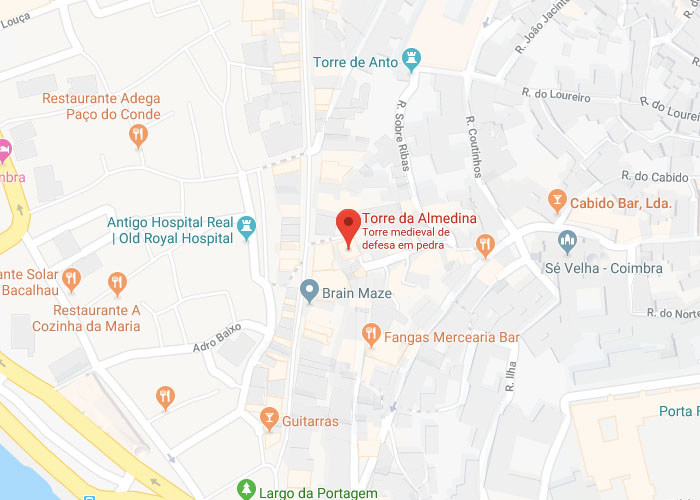 Louça
R. João Jacinto
Torre de Anto
Restaurante Adega
Paço do Conde
R. do Loureiro
R. Sobre Ribas
R. Coutinhos
mbra
R. do Cabido
Cabido Bar, Lda.
Torre da Almedina
Torre medieval de
defesa em pedra
Antigo Hospital Real
| Old Royal Hospital
Sé Velha - Coimbra
ante Solar
Bacalhau
Brain Maze
Restaurante A
Cozinha da Maria
R. do Norte
Adro Baixo
Fangas Mercearia Bar
R. Ilha
Guitarras
Porta F
Largo da Portagem